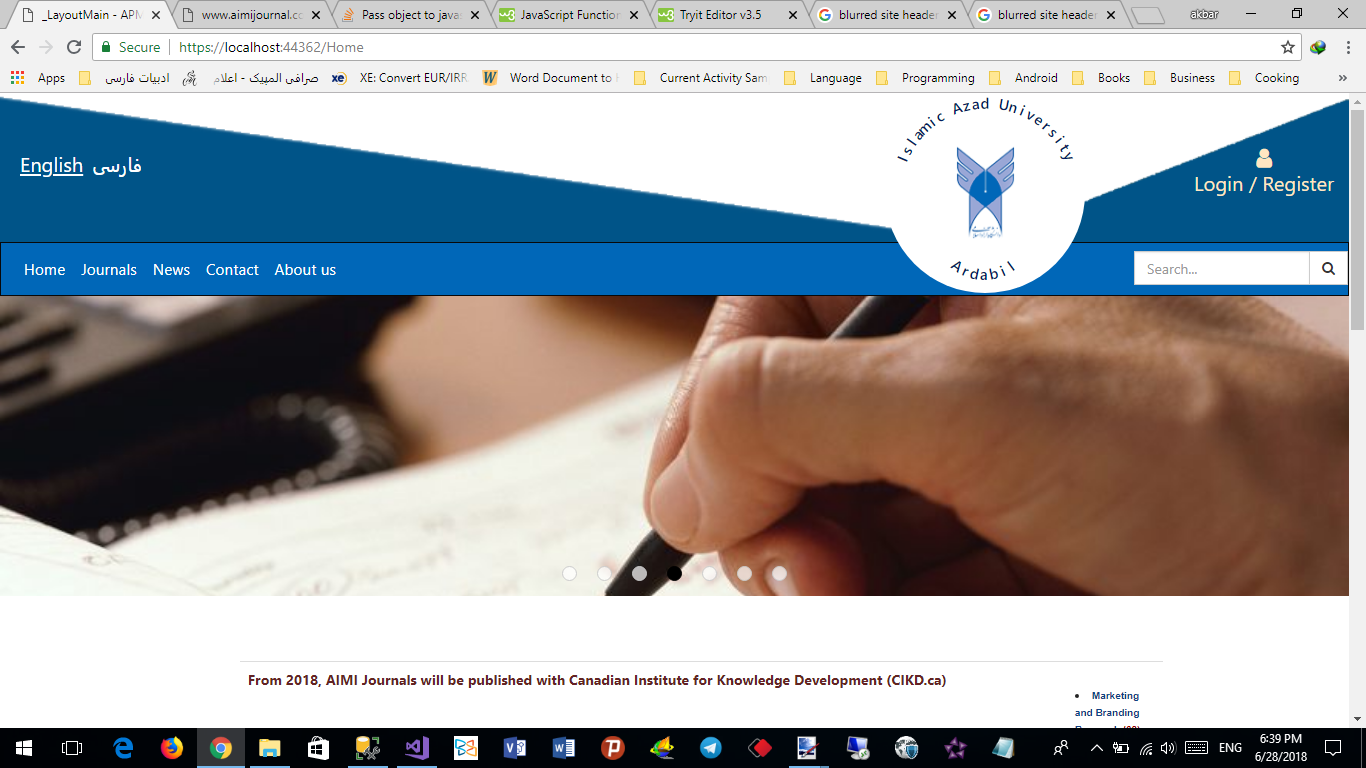 _LayoutMain - APM
www.aimijournal.co
Pass object to javas
JavaScript Function
Tryit Editor v3.5
blurred site header
blurred site header
akbar
Secure
https://localhost:44362/Home
Apps
ادبیات فارسی
صرافی المپیک - اعلام
XE: Convert EUR/IRR
Word Document to H
Current Activity Sam
Language
Programming
Android
Books
Business
Cooking
»
Islamic Azad University
Ardabil
English فارسی
Login / Register
Home Journals News Contact About us
Search...
From 2018, AIMI Journals will be published with Canadian Institute for Knowledge Development (CIKD.ca)
Marketing
and Branding
ENG
6:39 PM
6/28/2018